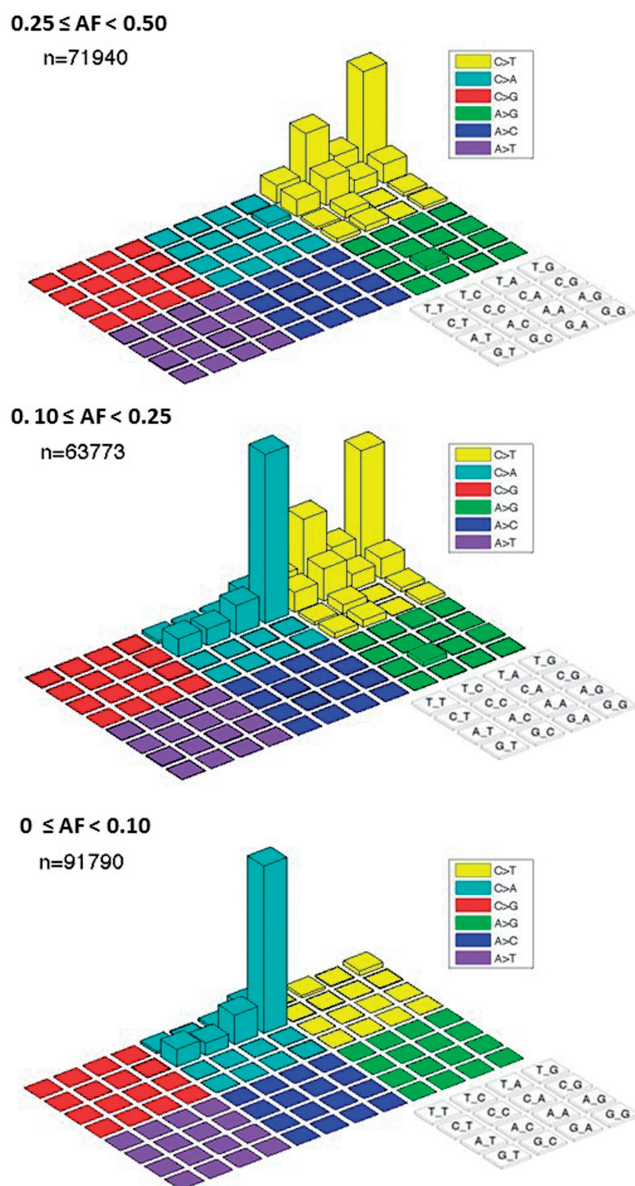 0.25 ≤ AF < 0.50
n=71940
C>T
C>A
C>G
A>G
A>C
A>T
T_G
T_A C_G
T_C C_A A_G
T_T C_C A_A G_G
C_T A_C G_A
A_T G_C
G_T
0. 10 ≤ AF < 0.25
n=63773
C>T
C>A
C>G
A>G
A>C
A>T
T_G
T_A C_G
T_C C_A A_G
T_T C_C A_A G_G
C_T A_C G_A
A_T G_C
G_T
0 ≤ AF < 0.10
n=91790
C>T
C>A
C>G
A>G
A>C
A>T
T_G
T_A C_G
T_C C_A A_G
T_T C_C A_A G_G
C_T A_C G_A
A_T G_C
G_T